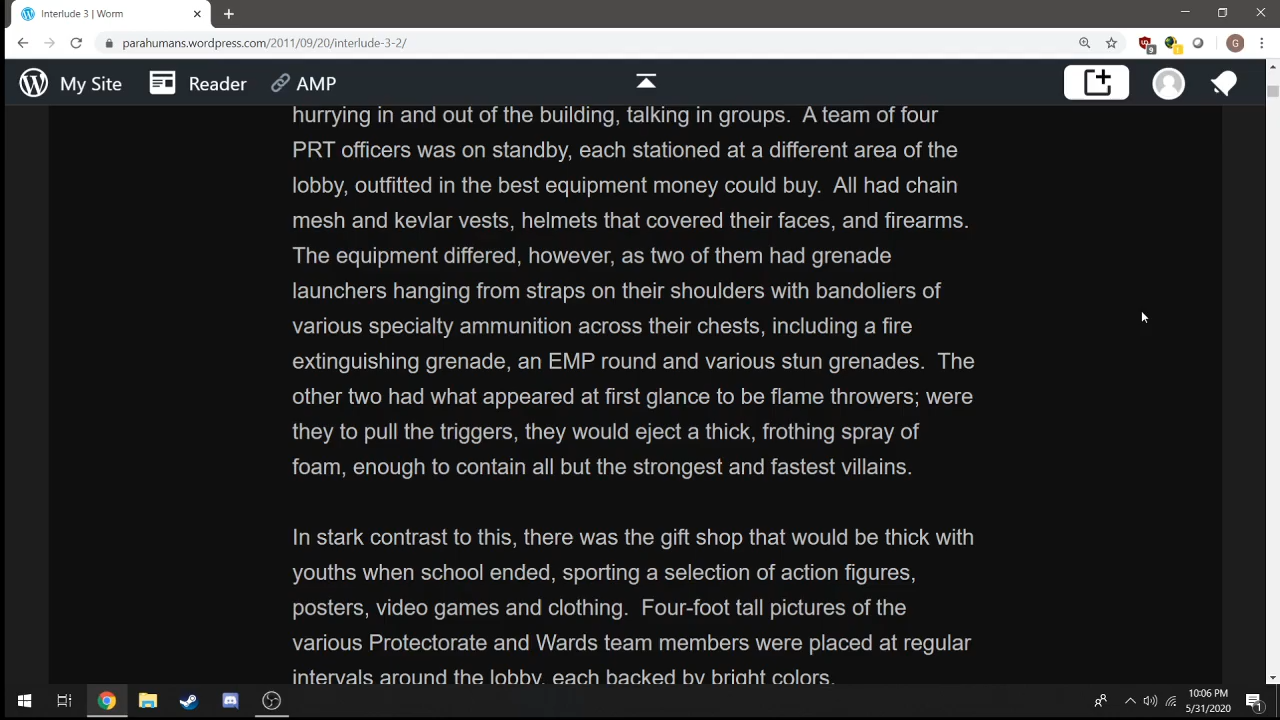 Interlude 3 | Worm
parahumans.wordpress.com/2011/09/20/interlude-3-2/
9
1
G
My Site
Reader
AMP
hurrying in and out of the building, talking in groups.  A team of four
PRT officers was on standby, each stationed at a different area of the
lobby, outfitted in the best equipment money could buy.  All had chain
mesh and kevlar vests, helmets that covered their faces, and firearms.
The equipment differed, however, as two of them had grenade
launchers hanging from straps on their shoulders with bandoliers of
various specialty ammunition across their chests, including a fire
extinguishing grenade, an EMP round and various stun grenades.  The
other two had what appeared at first glance to be flame throwers; were
they to pull the triggers, they would eject a thick, frothing spray of
foam, enough to contain all but the strongest and fastest villains.
In stark contrast to this, there was the gift shop that would be thick with
youths when school ended, sporting a selection of action figures,
posters, video games and clothing.  Four-foot tall pictures of the
various Protectorate and Wards team members were placed at regular
intervals around the lobby, each backed by bright colors.
10:06 PM
5/31/2020
1